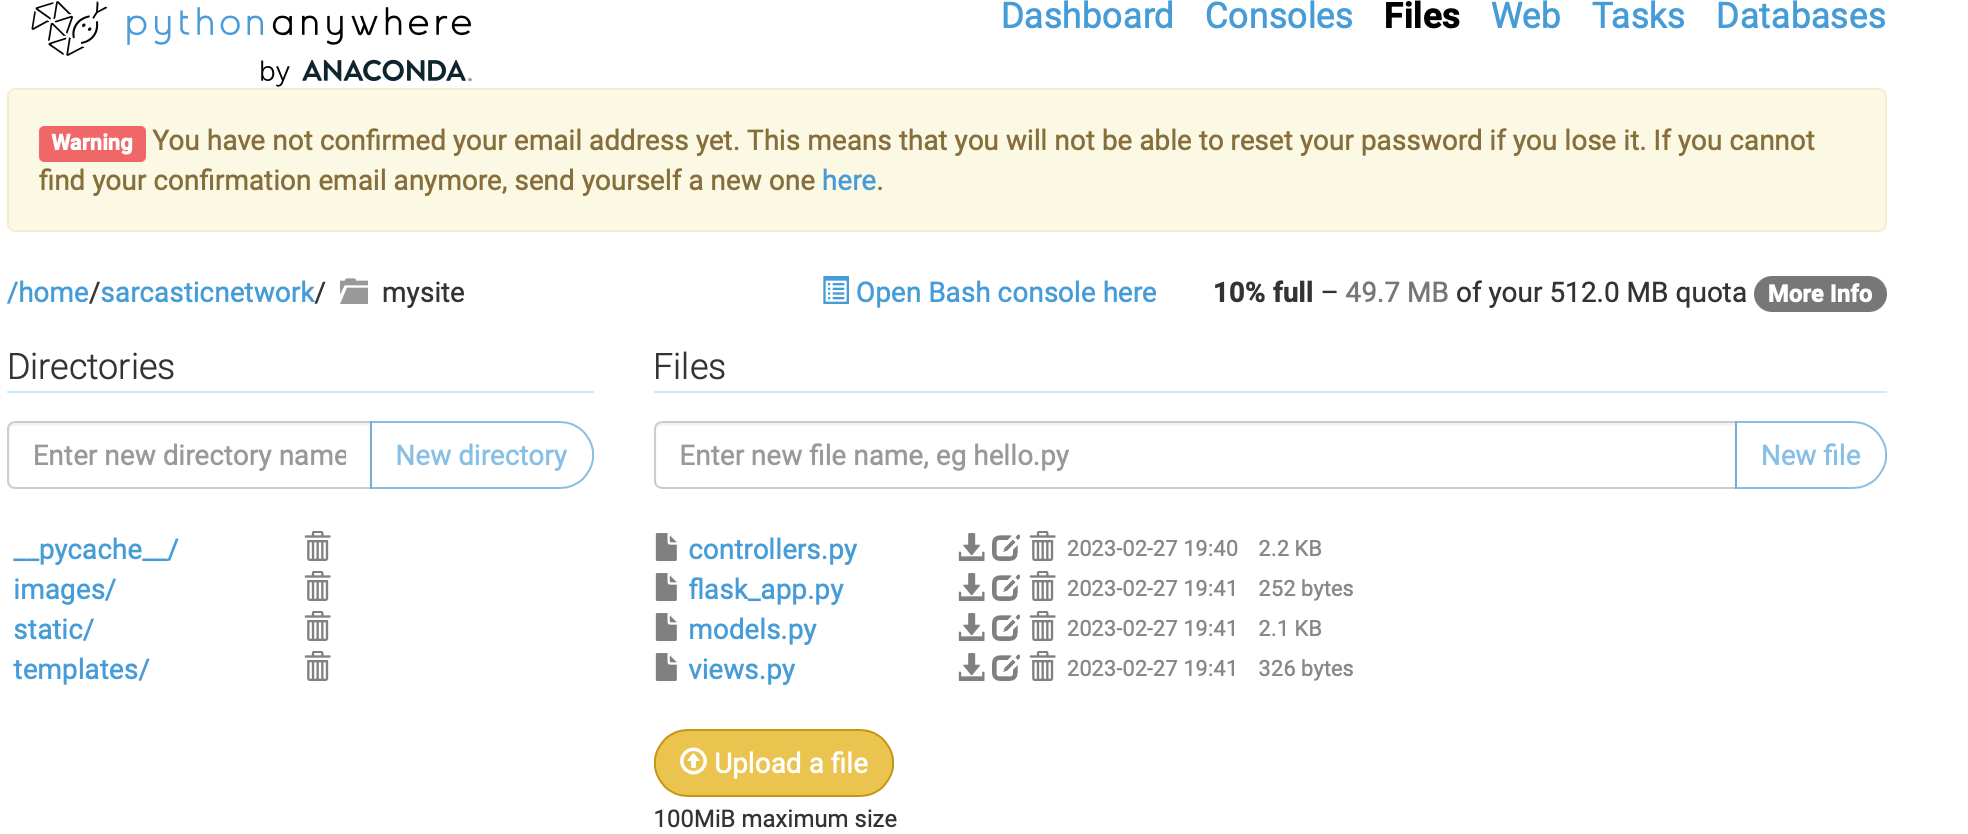 pythonanywhere
by ANACONDA.
Dashboard Consoles Files Web Tasks Databases
Warning You have not confirmed your email address yet. This means that you will not be able to reset your password if you lose it. If you cannot
find your confirmation email anymore, send yourself a new one here.
/home/sarcasticnetwork/ mysite
Open Bash console here
10% full – 49.7 MB of your 512.0 MB quota More Info
Directories
Enter new directory name New directory
__pycache__/
images/
static/
templates/
Files
Enter new file name, eg hello.py New file
controllers.py 2023-02-27 19:40 2.2 KB
flask_app.py 2023-02-27 19:41 252 bytes
models.py 2023-02-27 19:41 2.1 KB
views.py 2023-02-27 19:41 326 bytes
Upload a file
100MiB maximum size